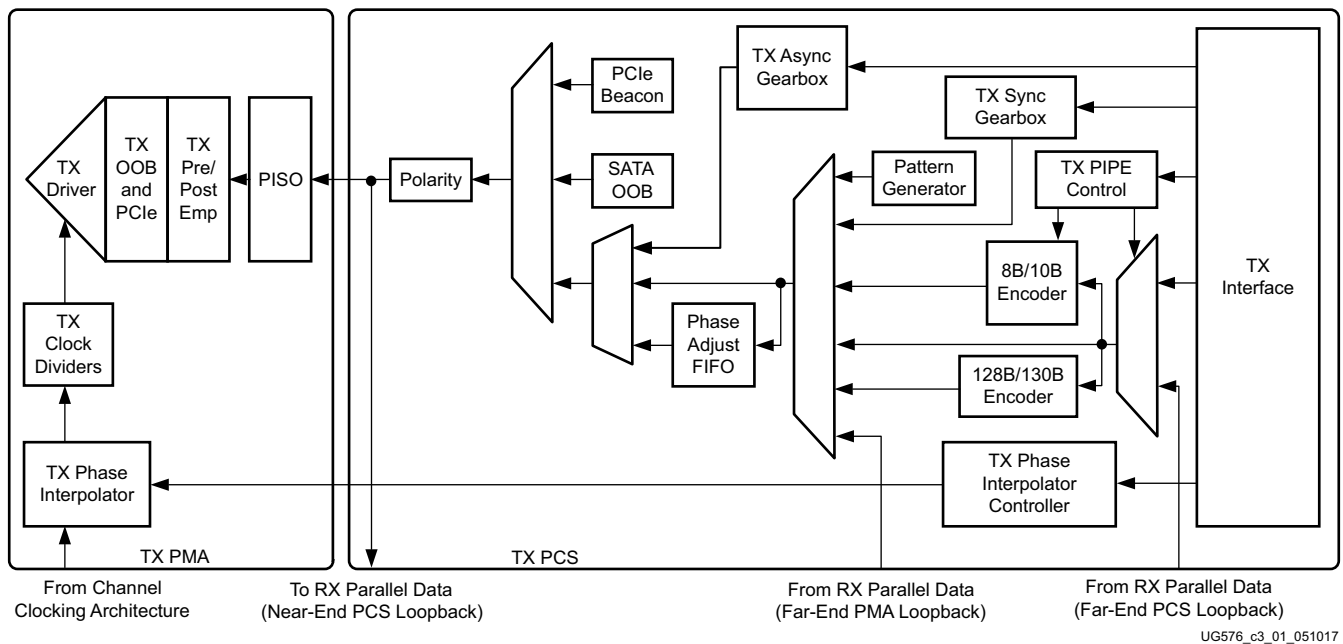 TX Async
Gearbox
PCIe
Beacon
TX Sync
Gearbox
TX
Driver
TX
OOB
and
PCIe
TX
Pre/
Post
Emp
PISO
Polarity
SATA
OOB
Pattern
Generator
TX PIPE
Control
TX
Interface
8B/10B
Encoder
TX
Clock
Dividers
Phase
Adjust
FIFO
128B/130B
Encoder
TX Phase
Interpolator
TX Phase
Interpolator
Controller
TX PMA
TX PCS
From Channel
Clocking Architecture
To RX Parallel Data
(Near-End PCS Loopback)
From RX Parallel Data
(Far-End PMA Loopback)
From RX Parallel Data
(Far-End PCS Loopback)
UG576_c3_01_051017